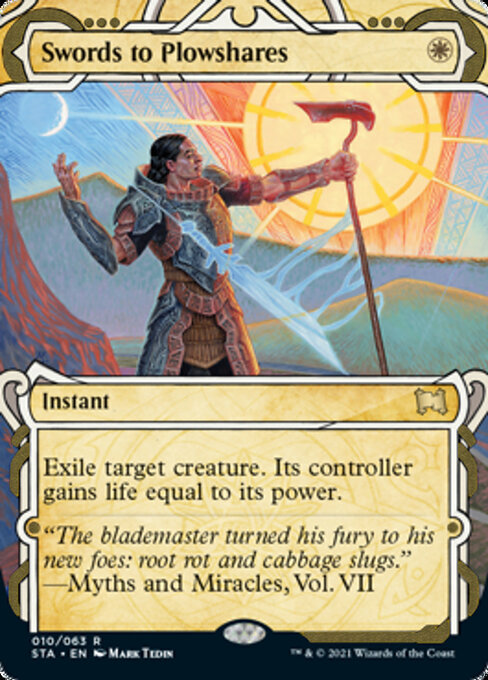 Swords to Plowshares
Instant
Exile target creature. Its controller
gains life equal to its power.
“The blademaster turned his fury to his
new foes: root rot and cabbage slugs.”
—Myths and Miracles, Vol. VII
010/063 R
STA • EN Mark Tedin
™ & © 2021 Wizards of the Coast